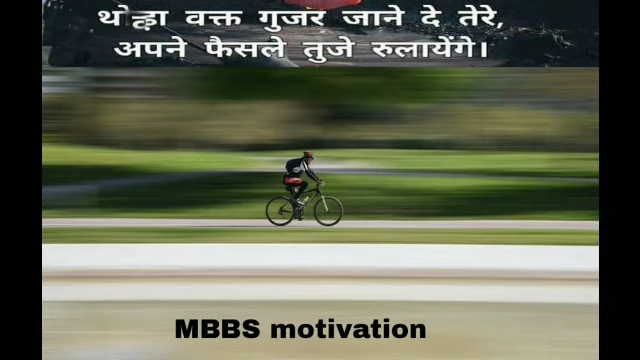 थोड़ा वक्त गुजर जाने दे तेरे,
अपने फैसले तुजे रुलायेंगे।
MBBS motivation